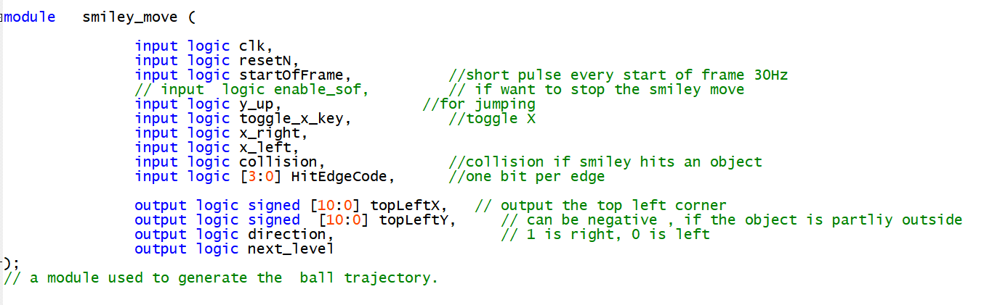 module smiley_move (
input logic clk,
input logic resetN,
input logic startOfFrame, //short pulse every start of frame 30Hz
// input logic enable_sof, // if want to stop the smiley move
input logic y_up, //for jumping
input logic toggle_x_key, //toggle X
input logic x_right,
input logic x_left,
input logic collision, //collision if smiley hits an object
input logic [3:0] HitEdgeCode, //one bit per edge
output logic signed [10:0] topLeftX, // output the top left corner
output logic signed [10:0] topLeftY, // can be negative , if the object is partliy outside
output logic direction, // 1 is right, 0 is left
output logic next_level
);
// a module used to generate the ball trajectory.